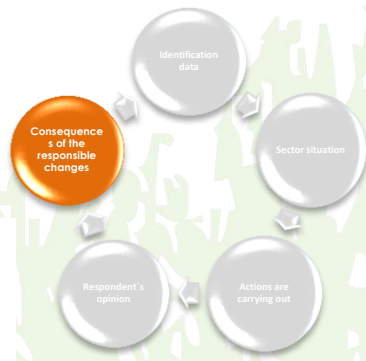 Identification
data
Sector situation
Actions are
carrying out
Respondent´s
opinion
Consequence
s of the
responsible
changes